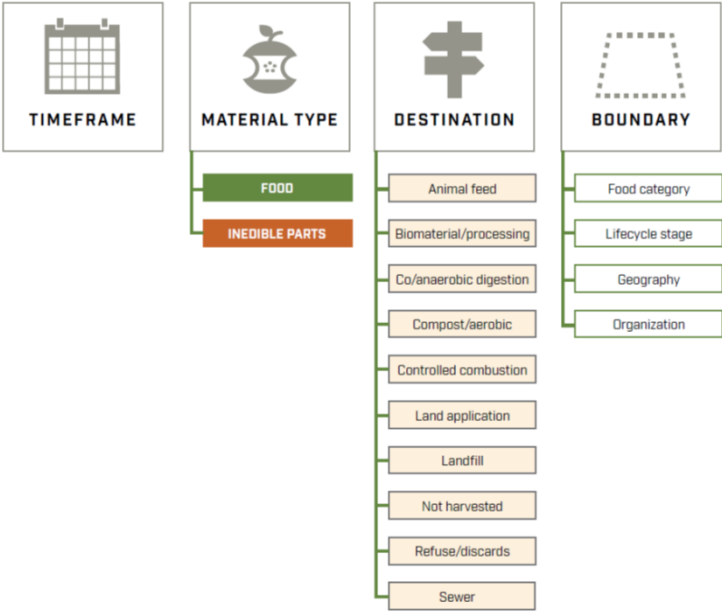 TIMEFRAME
MATERIAL TYPE
DESTINATION
BOUNDARY
FOOD
INEDIBLE PARTS
Animal feed
Biomaterial/processing
Co/anaerobic digestion
Compost/aerobic
Controlled combustion
Land application
Landfill
Not harvested
Refuse/discards
Sewer
Food category
Lifecycle stage
Geography
Organization